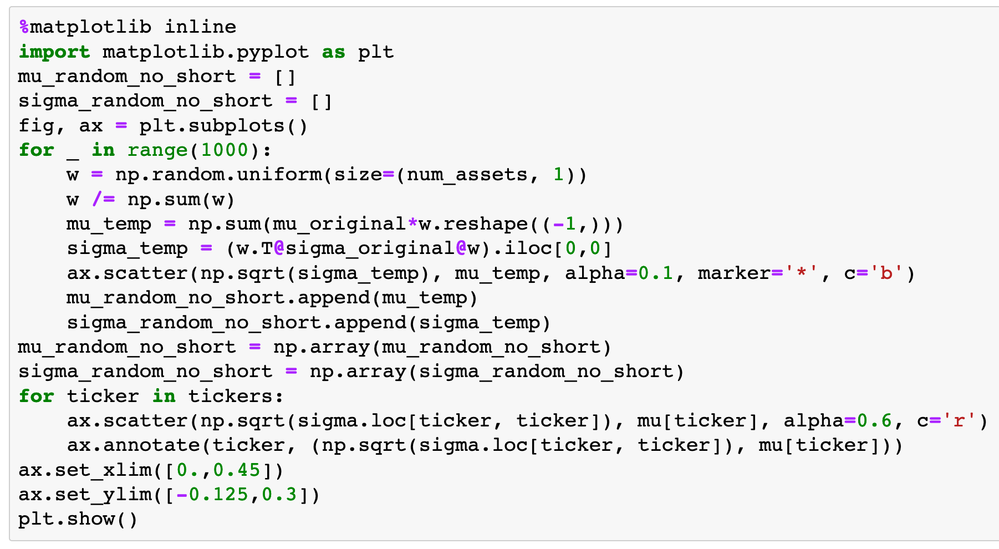 %matplotlib inline
import matplotlib.pyplot as plt
mu_random_no_short = []
sigma_random_no_short = []
fig, ax = plt.subplots()
for _ in range(1000):
    w = np.random.uniform(size=(num_assets, 1))
    w /= np.sum(w)
    mu_temp = np.sum(mu_original*w.reshape((-1,)))
    sigma_temp = (w.T@sigma_original@w).iloc[0,0]
    ax.scatter(np.sqrt(sigma_temp), mu_temp, alpha=0.1, marker='*', c='b')
    mu_random_no_short.append(mu_temp)
    sigma_random_no_short.append(sigma_temp)
mu_random_no_short = np.array(mu_random_no_short)
sigma_random_no_short = np.array(sigma_random_no_short)
for ticker in tickers:
    ax.scatter(np.sqrt(sigma.loc[ticker, ticker]), mu[ticker], alpha=0.6, c='r')
    ax.annotate(ticker, (np.sqrt(sigma.loc[ticker, ticker]), mu[ticker]))
ax.set_xlim([0.,0.45])
ax.set_ylim([-0.125,0.3])
plt.show()